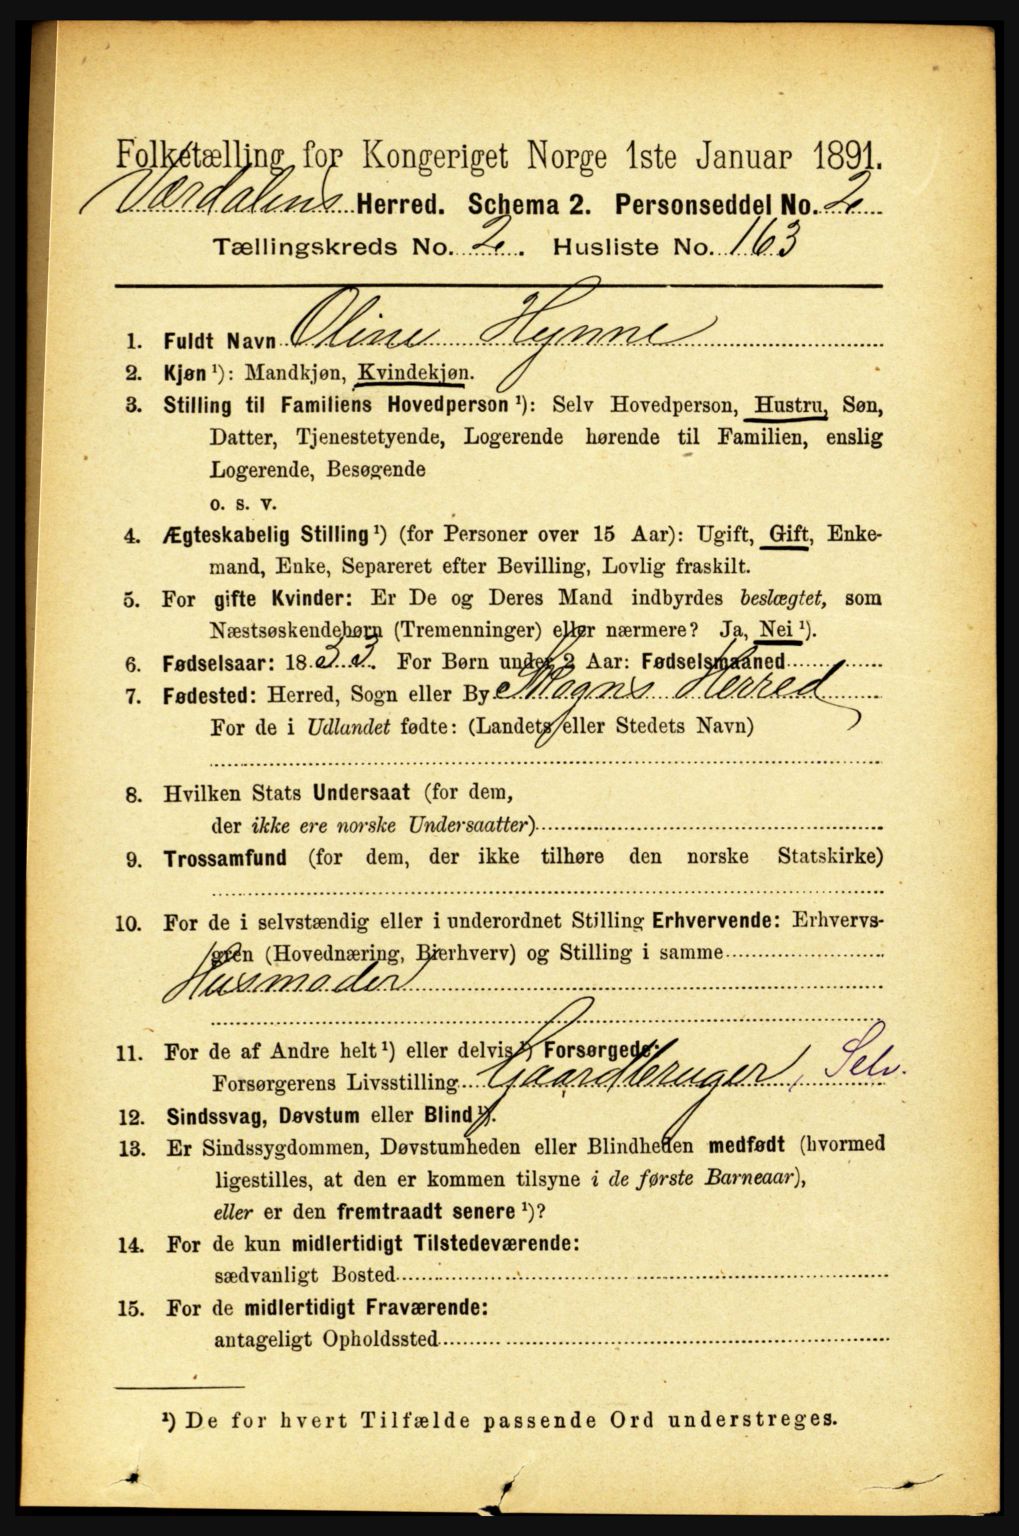 Folketælling for Kongeriget Norge 1ste Januar 1891.
Værdalens Herred. Schema 2. Personseddel No. 2
Tællingskreds No. 2. Husliste No. 163
1. Fuldt Navn Oline Hynne
2. Kjøn ¹): Mandkjøn, Kvindekjøn.
3. Stilling til Familiens Hovedperson ¹): Selv Hovedperson, Hustru, Søn,
Datter, Tjenestetyende, Logerende hørende til Familien, enslig
Logerende, Besøgende
o. s. v.
4. Ægteskabelig Stilling ¹) (for Personer over 15 Aar): Ugift, Gift, Enke-
mand, Enke, Separeret efter Bevilling, Lovlig fraskilt.
5. For gifte Kvinder: Er De og Deres Mand indbyrdes beslægtet, som
Næstsøskendebørn (Tremenninger) eller nærmere? Ja, Nei ¹).
6. Fødselsaar: 1833. For Børn under 2 Aar: Fødselsmaaned
7. Fødested: Herred, Sogn eller By Skogns Herred
For de i Udlandet fødte: (Landets eller Stedets Navn)
8. Hvilken Stats Undersaat (for dem,
der ikke ere norske Undersaatter)
9. Trossamfund (for dem, der ikke tilhøre den norske Statskirke)
10. For de i selvstændig eller i underordnet Stilling Erhvervende: Erhvervs-
gren (Hovednæring, Bierhverv) og Stilling i samme
Husmoder
11. For de af Andre helt ¹) eller delvis ¹) Forsørgede:
Forsørgerens Livsstilling Gaardbruger, Selv.
12. Sindssvag, Døvstum eller Blind ¹).
13. Er Sindssygdommen, Døvstumheden eller Blindheden medfødt (hvormed
ligestilles, at den er kommen tilsyne i de første Barneaar),
eller er den fremtraadt senere ¹)?
14. For de kun midlertidigt Tilstedeværende:
sædvanligt Bosted
15. For de midlertidigt Fraværende:
antageligt Opholdssted
¹) De for hvert Tilfælde passende Ord understreges.